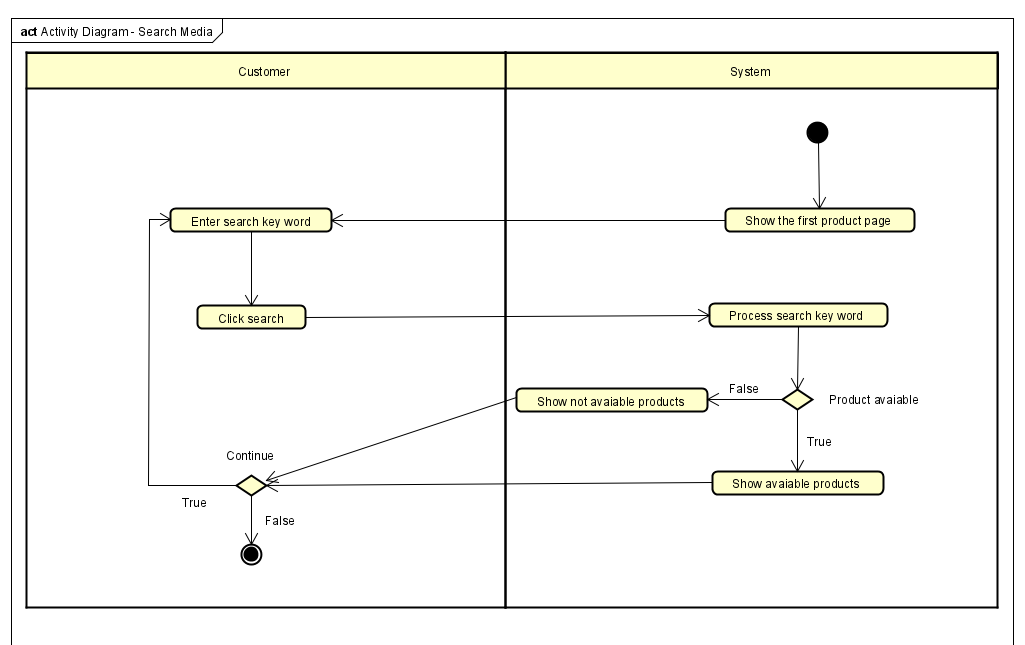 act Activity Diagram - Search Media
Customer
System
Enter search key word
Show the first product page
Click search
Process search key word
False
Show not avaiable products
Product avaiable
True
Continue
Show avaiable products
True
False